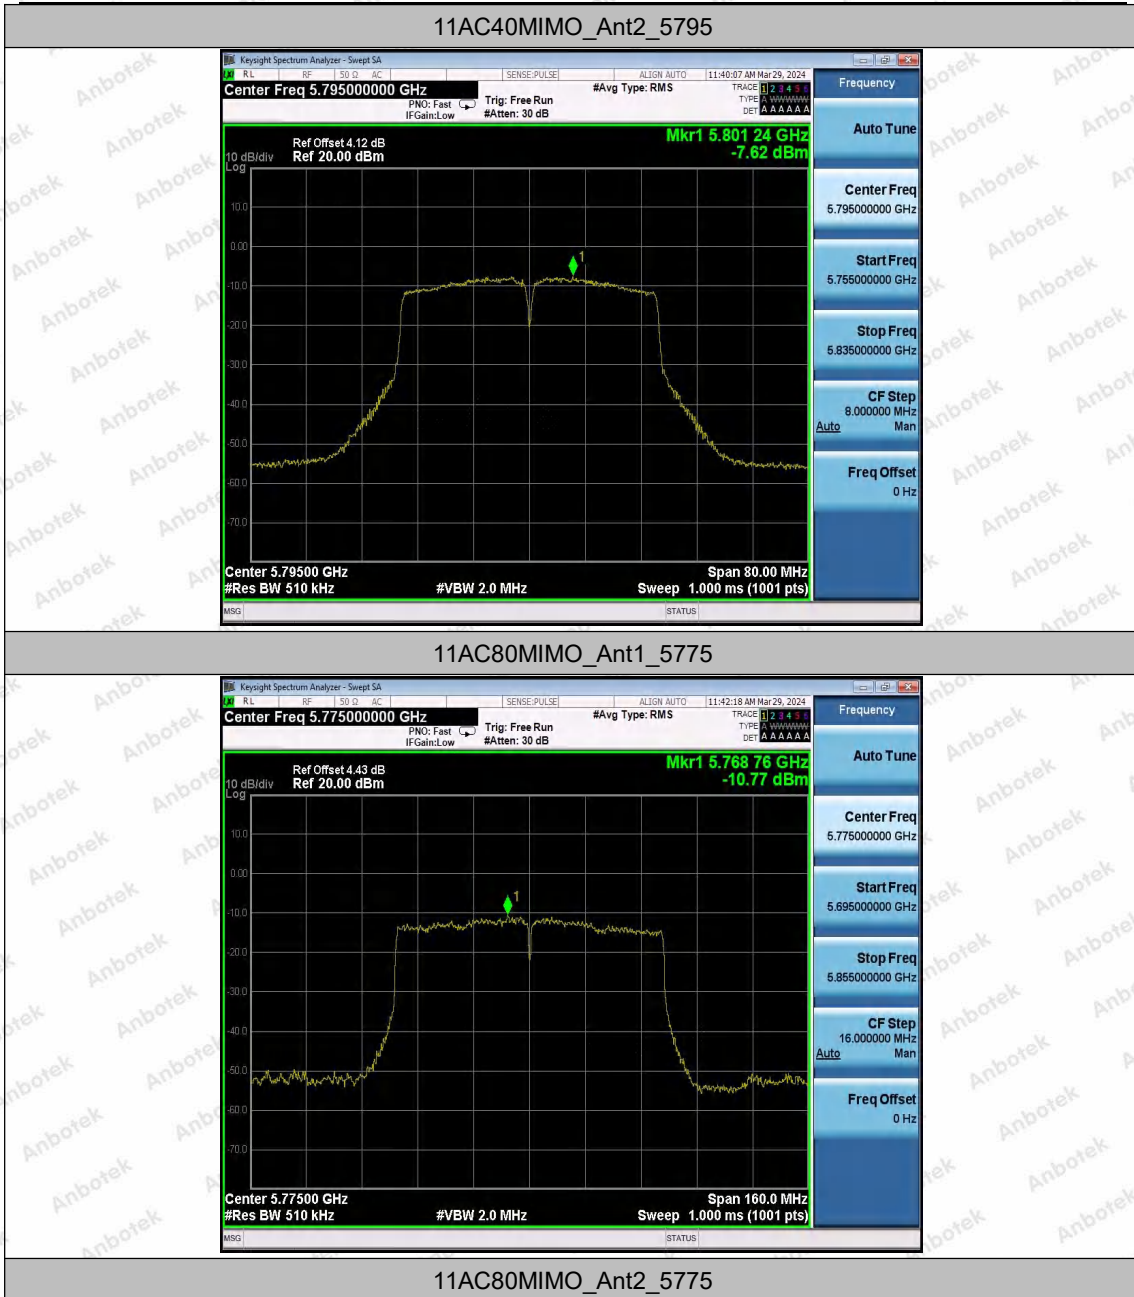 11AC40MIMO_Ant2_5795
Keysight Spectrum Analyzer - Swept SA
RL RF 50 Ω AC SENSE:PULSE ALIGN AUTO 11:40:07 AM Mar 29, 2024
Center Freq 5.795000000 GHz #Avg Type: RMS TRACE 1 2 3 4 5 6
PNO: Fast Trig: Free Run TYPE A WWWWW
IFGain:Low #Atten: 30 dB DET A A A A A A
Frequency
Auto Tune
Mkr1 5.801 24 GHz
-7.62 dBm
Ref Offset 4.12 dB
10 dB/div Ref 20.00 dBm
Log
10.0
0.00
-10.0
-20.0
-30.0
-40.0
-50.0
-60.0
-70.0
1
Center Freq
5.795000000 GHz
Start Freq
5.755000000 GHz
Stop Freq
5.835000000 GHz
CF Step
8.000000 MHz
Auto Man
Freq Offset
0 Hz
Center 5.79500 GHz Span 80.00 MHz
#Res BW 510 kHz #VBW 2.0 MHz Sweep 1.000 ms (1001 pts)
MSG STATUS
11AC80MIMO_Ant1_5775
Keysight Spectrum Analyzer - Swept SA
RL RF 50 Ω AC SENSE:PULSE ALIGN AUTO 11:42:18 AM Mar 29, 2024
Center Freq 5.775000000 GHz #Avg Type: RMS TRACE 1 2 3 4 5 6
PNO: Fast Trig: Free Run TYPE A WWWWW
IFGain:Low #Atten: 30 dB DET A A A A A A
Frequency
Auto Tune
Mkr1 5.768 76 GHz
-10.77 dBm
Ref Offset 4.43 dB
10 dB/div Ref 20.00 dBm
Log
10.0
0.00
-10.0
-20.0
-30.0
-40.0
-50.0
-60.0
-70.0
1
Center Freq
5.775000000 GHz
Start Freq
5.695000000 GHz
Stop Freq
5.855000000 GHz
CF Step
16.000000 MHz
Auto Man
Freq Offset
0 Hz
Center 5.77500 GHz Span 160.0 MHz
#Res BW 510 kHz #VBW 2.0 MHz Sweep 1.000 ms (1001 pts)
MSG STATUS
11AC80MIMO_Ant2_5775
Anbotek